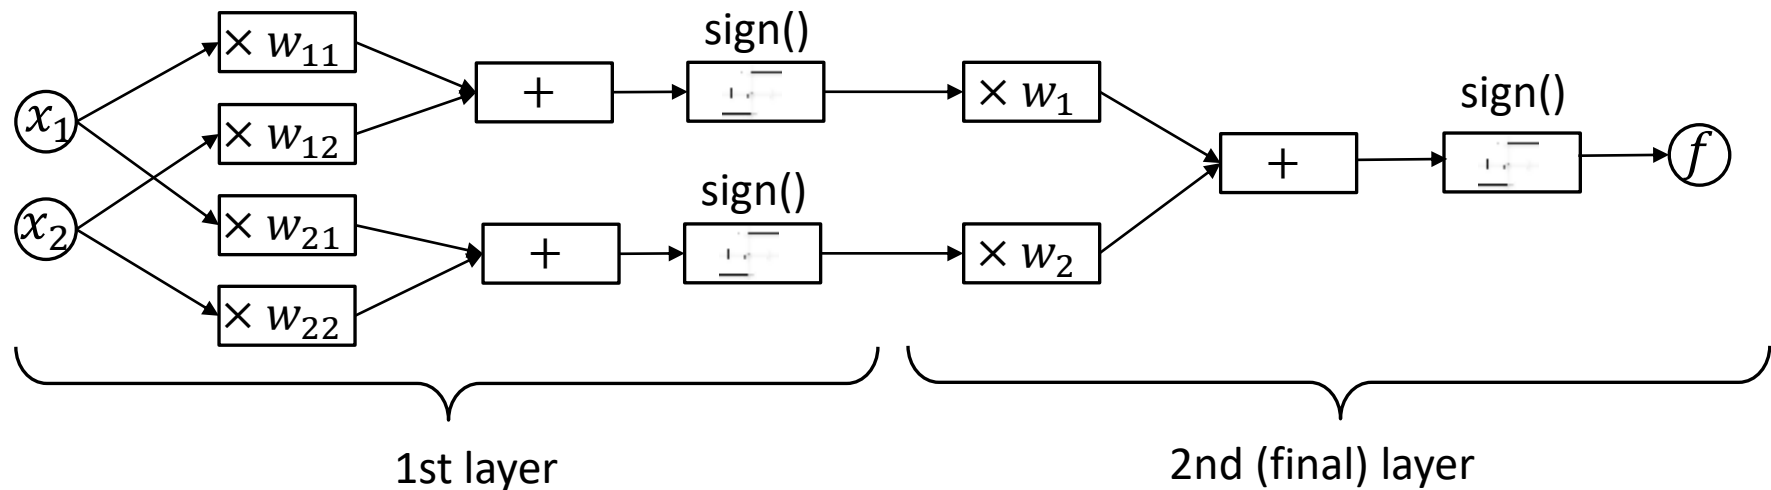 sign()
× w₁₁
+
× w₁
sign()
x₁
× w₁₂
+
f
sign()
x₂
× w₂₁
+
× w₂
× w₂₂
1st layer
2nd (final) layer